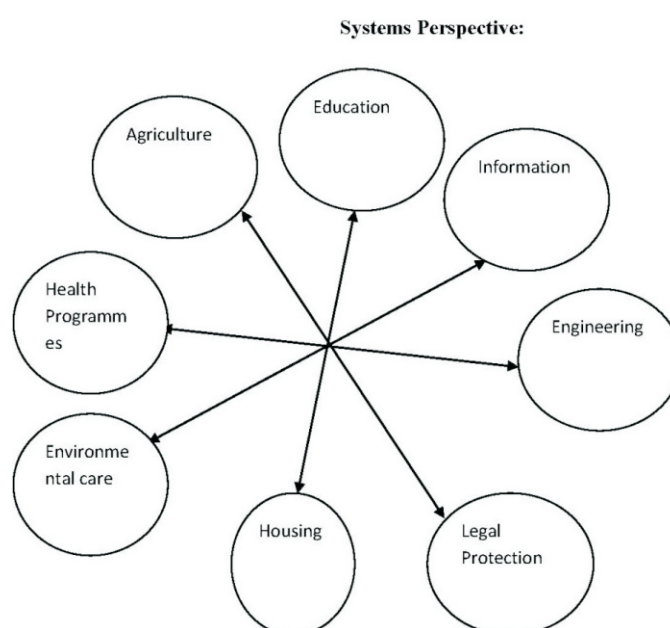 Systems Perspective:
Education
Agriculture
Information
Health
Programm
es
Engineering
Environme
ntal care
Housing
Legal
Protection